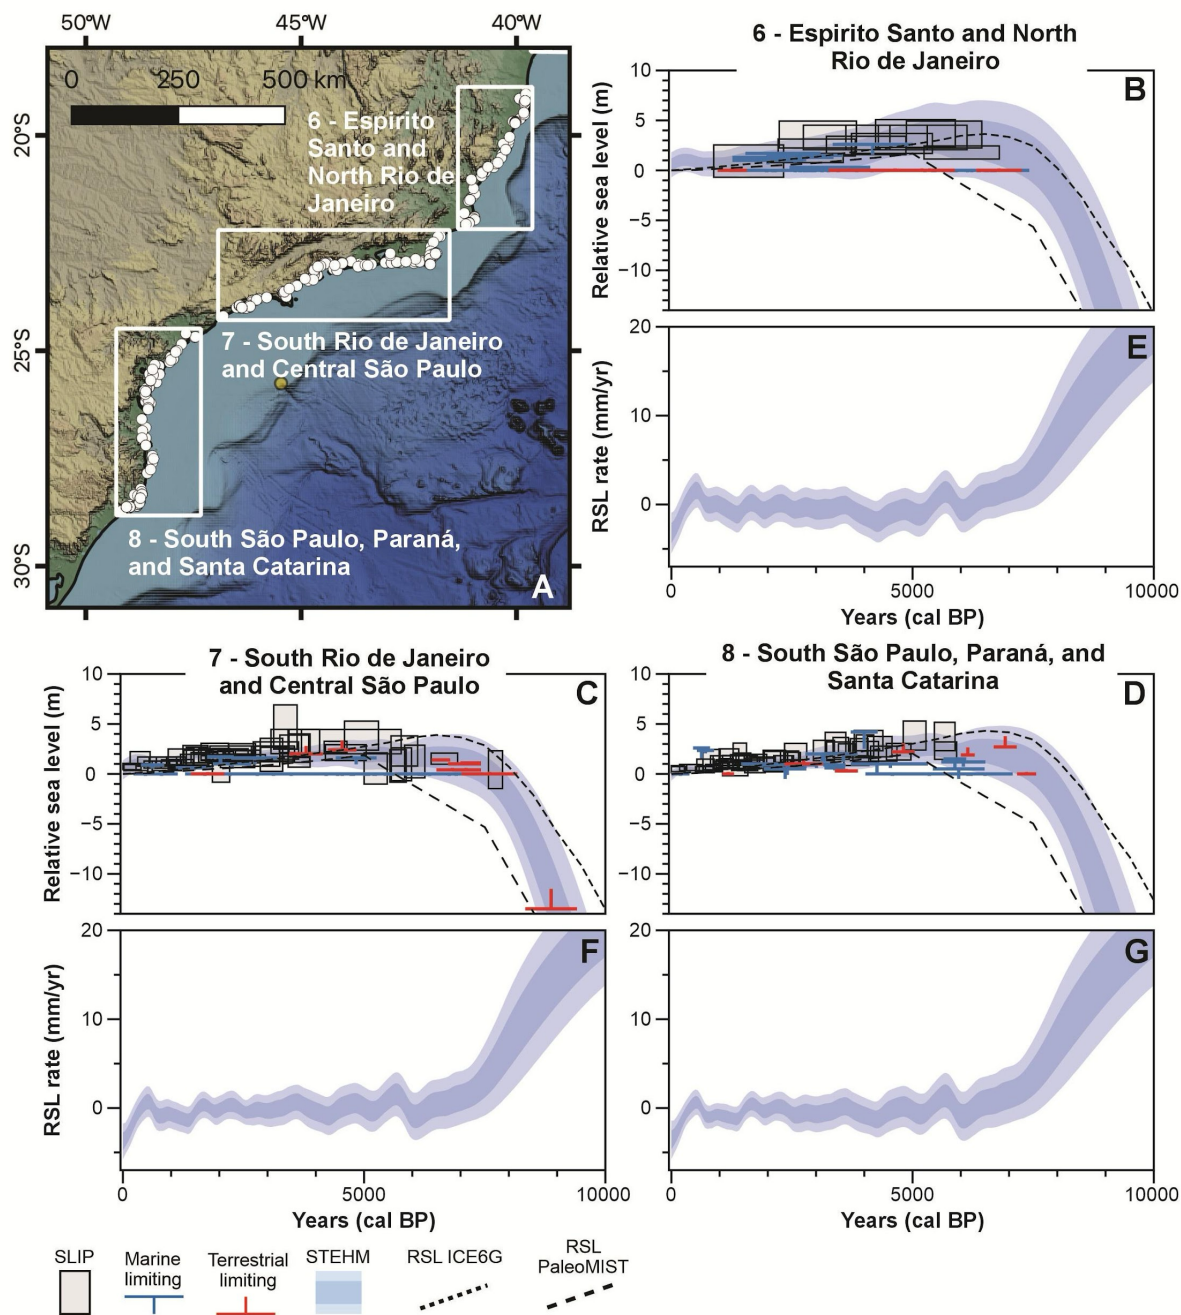 50°W
45°W
40°W
20°S
25°S
30°S
0 250 500 km
6 - Espirito
Santo and
North Rio de
Janeiro
7 - South Rio de Janeiro
and Central São Paulo
8 - South São Paulo, Paraná,
and Santa Catarina
A
6 - Espirito Santo and North
Rio de Janeiro
B
Relative sea level (m)
10
5
0
−5
−10
E
RSL rate (mm/yr)
20
10
0
0 5000 10000
Years (cal BP)
7 - South Rio de Janeiro
and Central São Paulo
C
Relative sea level (m)
10
5
0
−5
−10
8 - South São Paulo, Paraná, and
Santa Catarina
D
10
5
0
−5
−10
F
RSL rate (mm/yr)
20
10
0
0 5000 10000
Years (cal BP)
G
20
10
0
0 5000 10000
Years (cal BP)
SLIP
Marine
limiting
Terrestrial
limiting
STEHM
RSL ICE6G
RSL
PaleoMIST